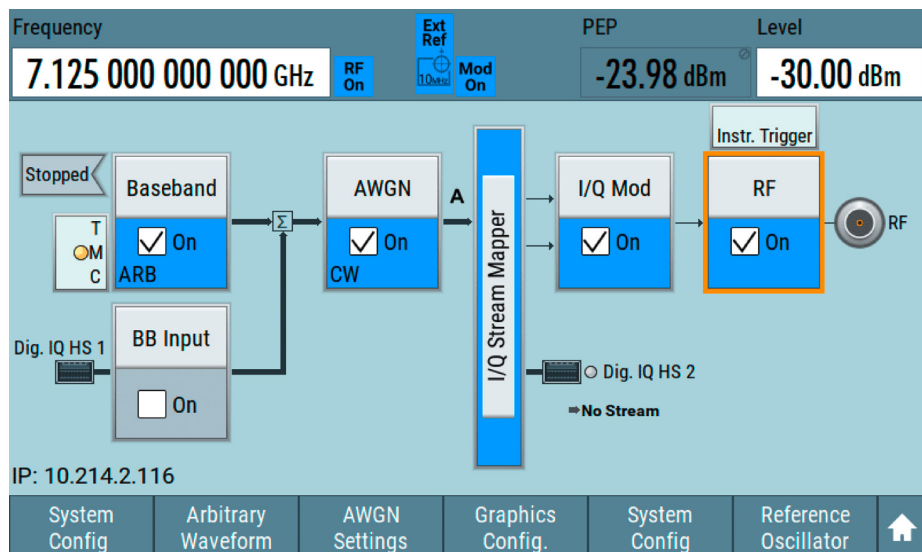 Frequency
7.125 000 000 000 GHz
RF
On
Ext
Ref
10MHz
Mod
On
PEP
-23.98 dBm
Level
-30.00 dBm
Instr. Trigger
Stopped
Baseband
On
ARB
T
M
C
Σ
AWGN
On
CW
A
I/Q Stream Mapper
I/Q Mod
On
RF
On
RF
Dig. IQ HS 1
BB Input
On
Dig. IQ HS 2
No Stream
IP: 10.214.2.116
System
Config
Arbitrary
Waveform
AWGN
Settings
Graphics
Config.
System
Config
Reference
Oscillator